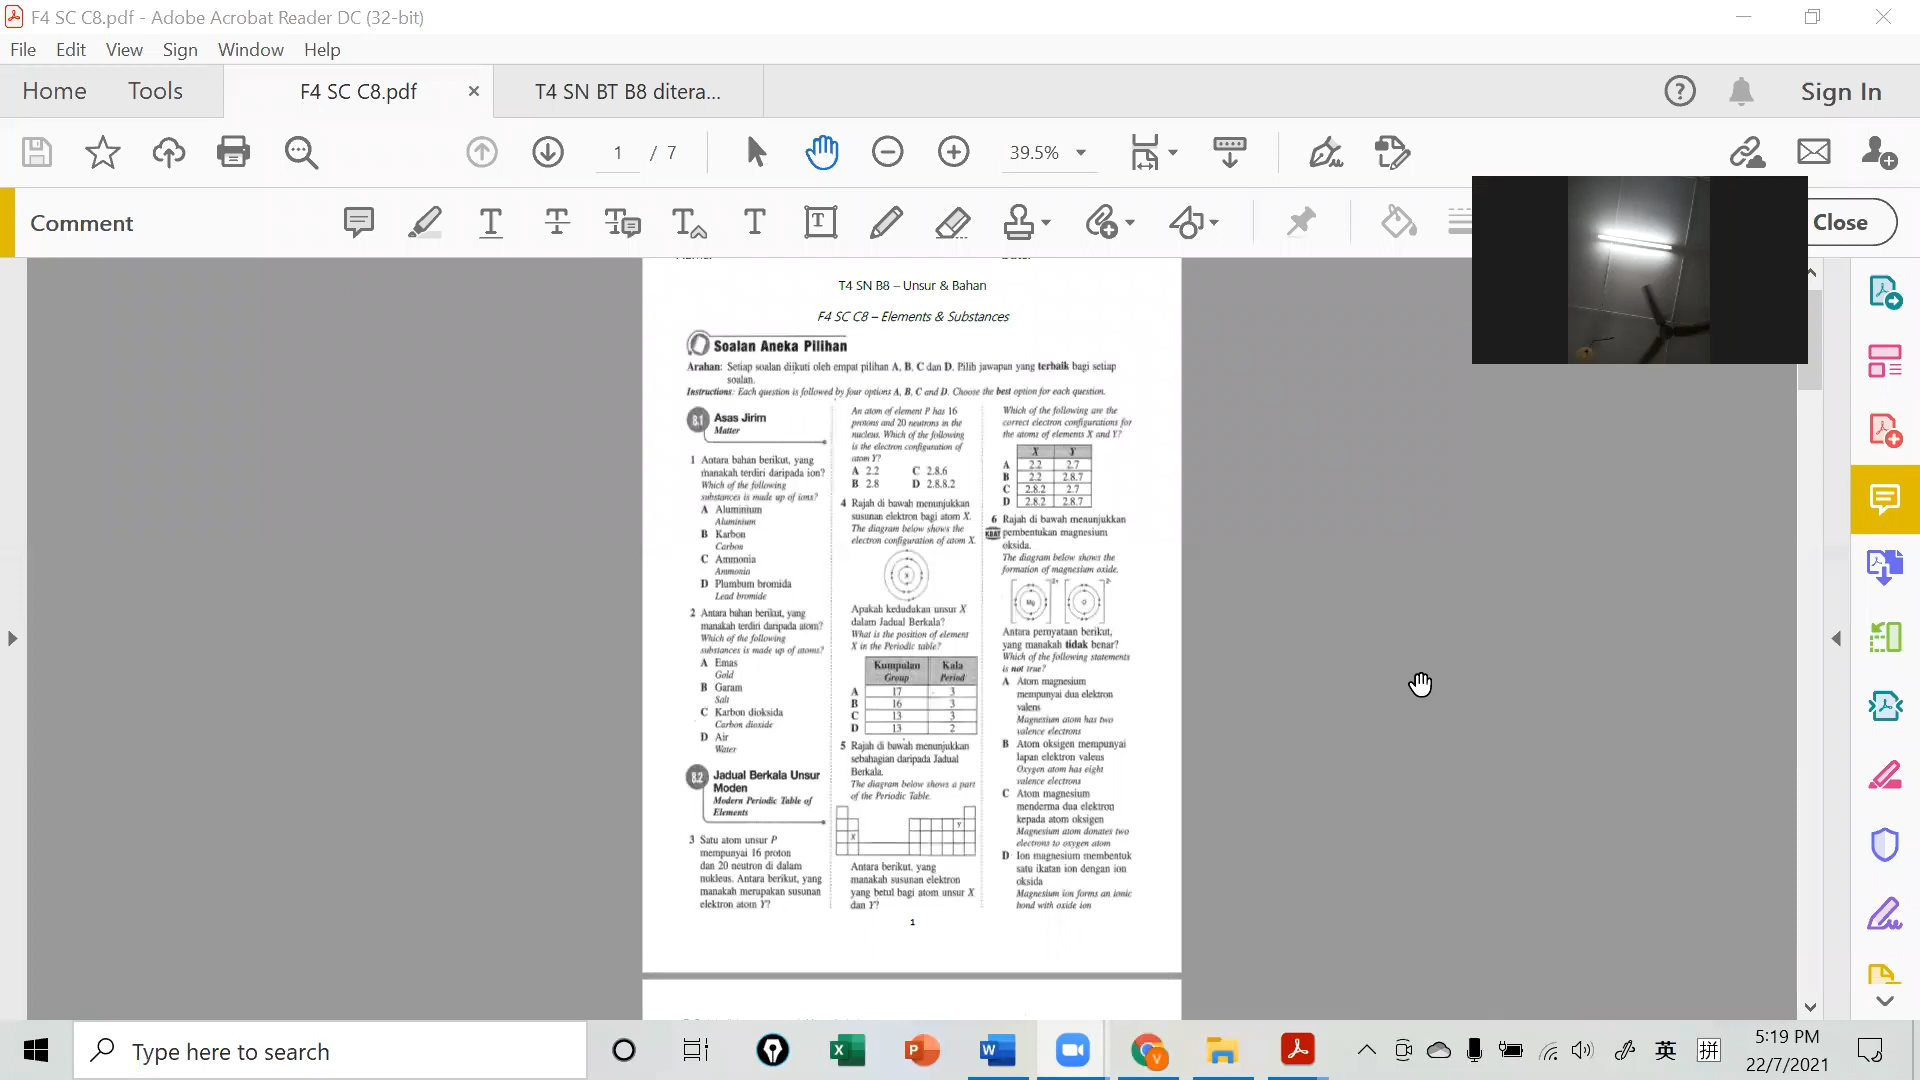 F4 SC C8.pdf - Adobe Acrobat Reader DC (32-bit)
File Edit View Sign Window Help
Home Tools F4 SC C8.pdf × T4 SN BT B8 ditera... Sign In
1 / 7 39.5%
Comment Close
T4 SN B8 – Unsur & Bahan
F4 SC C8 – Elements & Substances
Soalan Aneka Pilihan
Arahan: Setiap soalan diikuti oleh empat pilihan A, B, C dan D. Pilih jawapan yang terbaik bagi setiap
soalan.
Instructions: Each question is followed by four options A, B, C and D. Choose the best option for each question.
8.1 Asas Jirim
Matter
1 Antara bahan berikut, yang
manakah terdiri daripada ion?
Which of the following
substances is made up of ions?
A Aluminium
Aluminium
B Karbon
Carbon
C Ammonia
Ammonia
D Plumbum bromida
Lead bromide
2 Antara bahan berikut, yang
manakah terdiri daripada atom?
Which of the following
substances is made up of atoms?
A Emas
Gold
B Garam
Salt
C Karbon dioksida
Carbon dioxide
D Air
Water
8.2 Jadual Berkala Unsur
Moden
Modern Periodic Table of
Elements
3 Satu atom unsur P
mempunyai 16 proton
dan 20 neutron di dalam
nukleus. Antara berikut, yang
manakah merupakan susunan
elektron atom Y?
An atom of element P has 16
protons and 20 neutrons in the
nucleus. Which of the following
is the electron configuration of
atom Y?
A 2.2 C 2.8.6
B 2.8 D 2.8.8.2
4 Rajah di bawah menunjukkan
susunan elektron bagi atom X.
The diagram below shows the
electron configuration of atom X.
X
Apakah kedudukan unsur X
dalam Jadual Berkala?
What is the position of element
X in the Periodic table?
Kumpulan Kala
Group Period
A 17 3
B 16 3
C 13 3
D 13 2
5 Rajah di bawah menunjukkan
sebahagian daripada Jadual
Berkala.
The diagram below shows a part
of the Periodic Table.
Y
X
Antara berikut, yang
manakah susunan elektron
yang betul bagi atom unsur X
dan Y?
Which of the following are the
correct electron configurations for
the atoms of elements X and Y?
X Y
A 2.2 2.7
B 2.2 2.8.7
C 2.8.2 2.7
D 2.8.2 2.8.7
6 Rajah di bawah menunjukkan
KBAT pembentukan magnesium
oksida.
The diagram below shows the
formation of magnesium oxide.
Mg 2+ O 2-
Antara pernyataan berikut,
yang manakah tidak benar?
Which of the following statements
is not true?
A Atom magnesium
mempunyai dua elektron
valens
Magnesium atom has two
valence electrons
B Atom oksigen mempunyai
lapan elektron valens
Oxygen atom has eight
valence electrons
C Atom magnesium
menderma dua elektron
kepada atom oksigen
Magnesium atom donates two
electrons to oxygen atom
D Ion magnesium membentuk
satu ikatan ion dengan ion
oksida
Magnesium ion forms an ionic
bond with oxide ion
1
Type here to search
英 拼
5:19 PM
22/7/2021